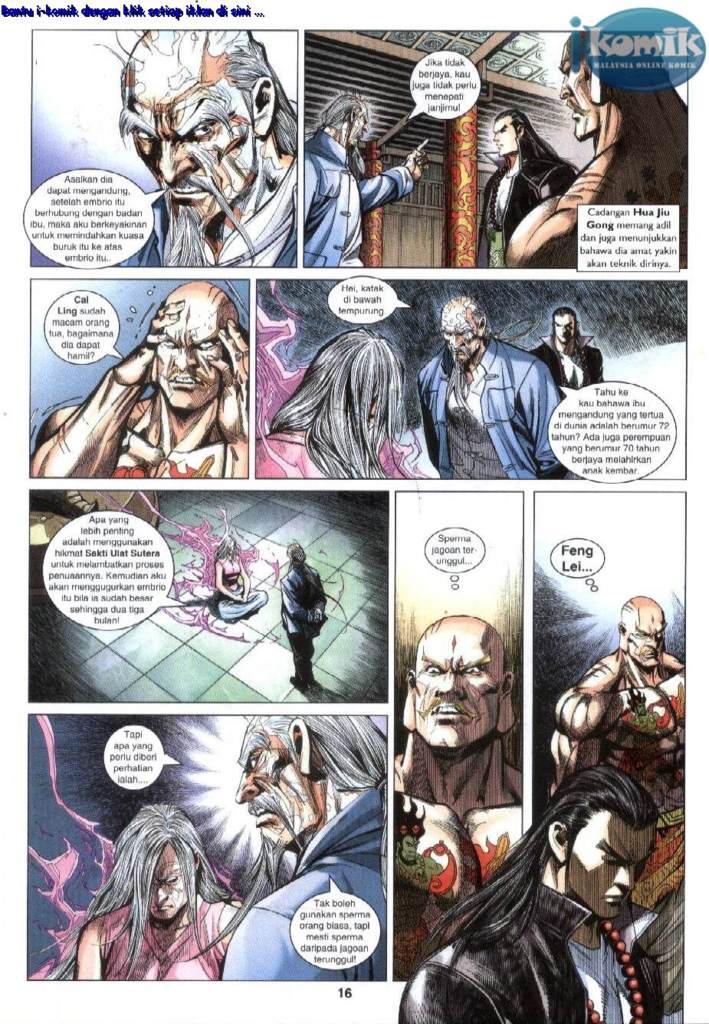 Bantu i-komik dengan klik setiap iklan di sini ...
ikomik
MALAYSIA ONLINE KOMIK
Asalkan dia
dapat mengandung,
setelah embrio itu
berhubung dengan badan
ibu, maka aku berkeyakinan
untuk memindahkan kuasa
buruk itu ke atas
embrio itu..
Jika tidak
berjaya, kau
juga tidak perlu
menepati
janjimu!
Cadangan Hua Jiu
Gong memang adil
dan juga menunjukkan
bahawa dia amat yakin
akan teknik dirinya.
Cai
Ling sudah
macam orang
tua, bagaimana
dia dapat
hamil?
Hei, katak
di bawah
tempurung.
Tahu ke
kau bahawa ibu
mengandung yang tertua
di dunia adalah berumur 72
tahun? Ada juga perempuan
yang berumur 70 tahun
berjaya melahirkan
anak kembar.
Apa yang
lebih penting
adalah menggunakan
hikmat Sakti Ulat Sutera
untuk melambatkan proses
penuaannya. Kemudian aku
akan menggugurkan embrio
itu bila ia sudah besar
sehingga dua tiga
bulan!
Sperma
jagoan ter-
unggul...
Feng
Lei...
Tapi
apa yang
perlu diberi
perhatian
ialah....
Tak boleh
gunakan sperma
orang biasa, tapi
mesti sperma
daripada jagoan
terunggul!
16